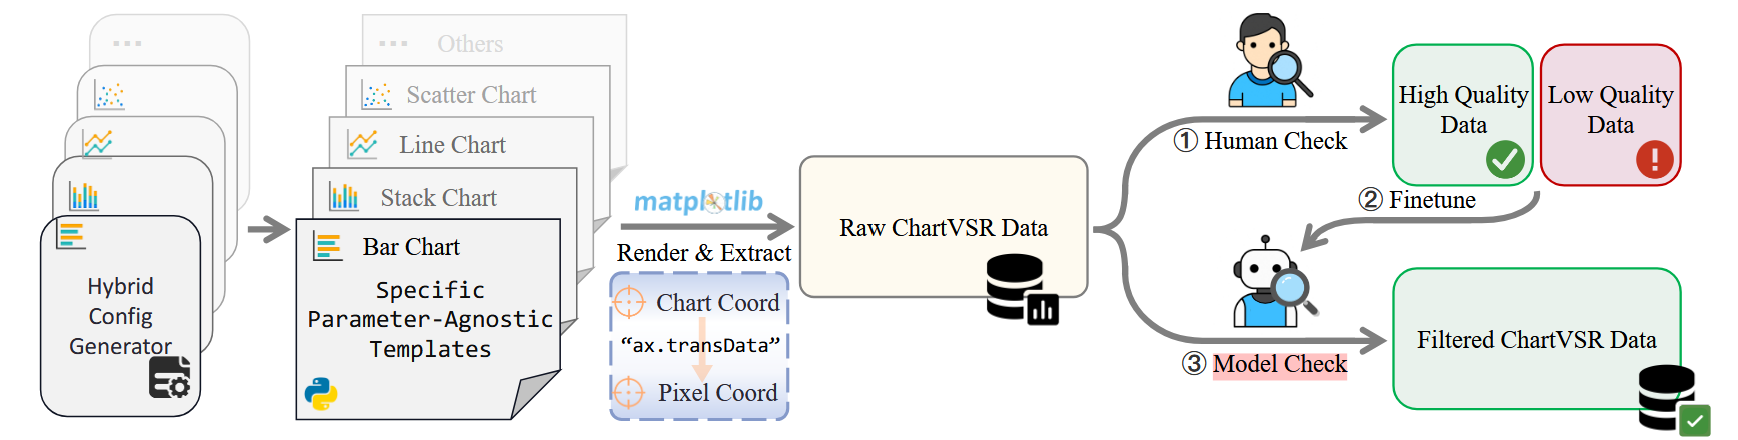 Others
Scatter Chart
Line Chart
Stack Chart
Bar Chart
Specific
Parameter-Agnostic
Templates
Hybrid
Config
Generator
matplotlib
Render & Extract
Chart Coord
“ax.transData”
Pixel Coord
Raw ChartVSR Data
① Human Check
High Quality
Data
Low Quality
Data
② Finetune
③ Model Check
Filtered ChartVSR Data